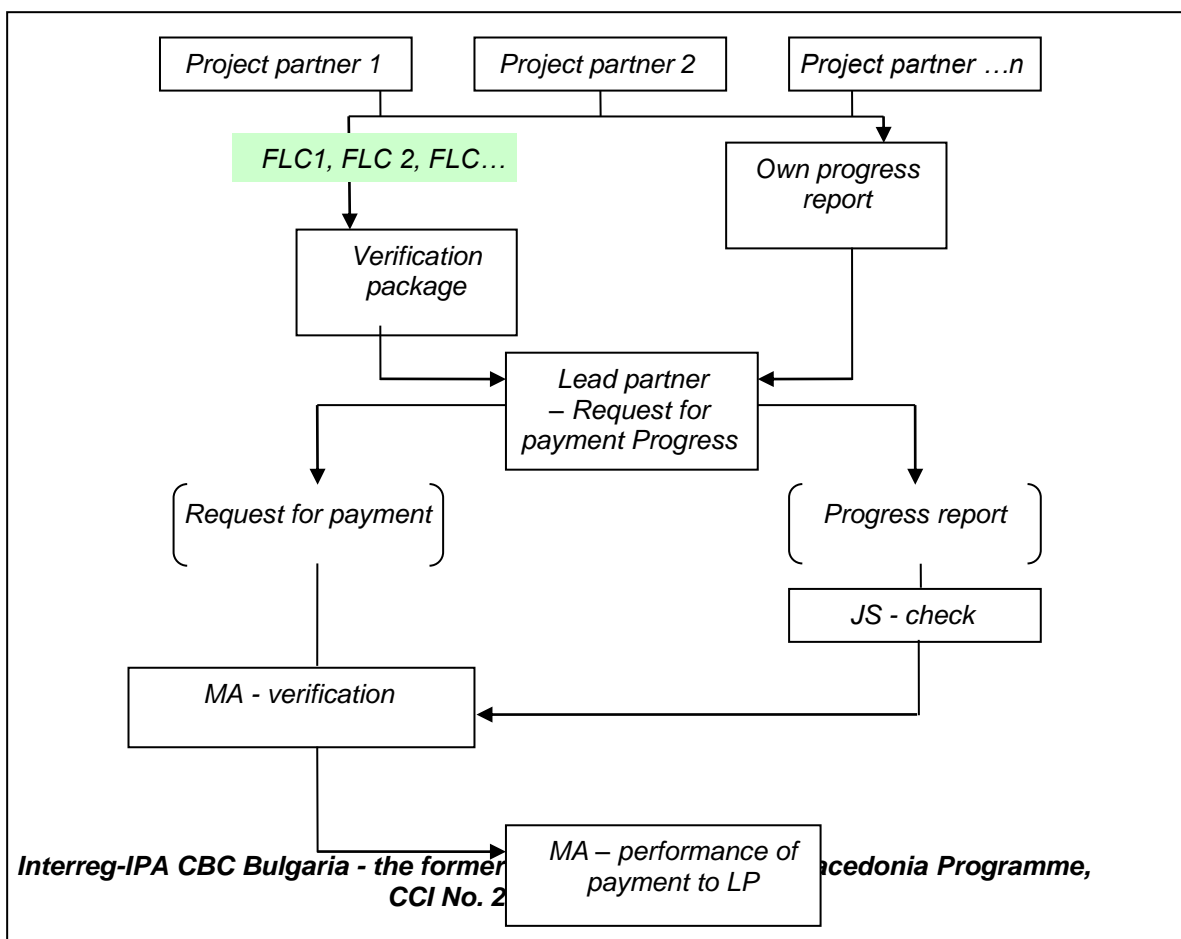 Project partner 1
Project partner 2
Project partner …n
FLC1, FLC 2, FLC…
Own progress
report
Verification
package
Lead partner
– Request for
payment Progress
Request for payment
Progress report
JS - check
MA - verification
MA – performance of
payment to LP
Interreg-IPA CBC Bulgaria - the former acedonia Programme,
CCI No. 2